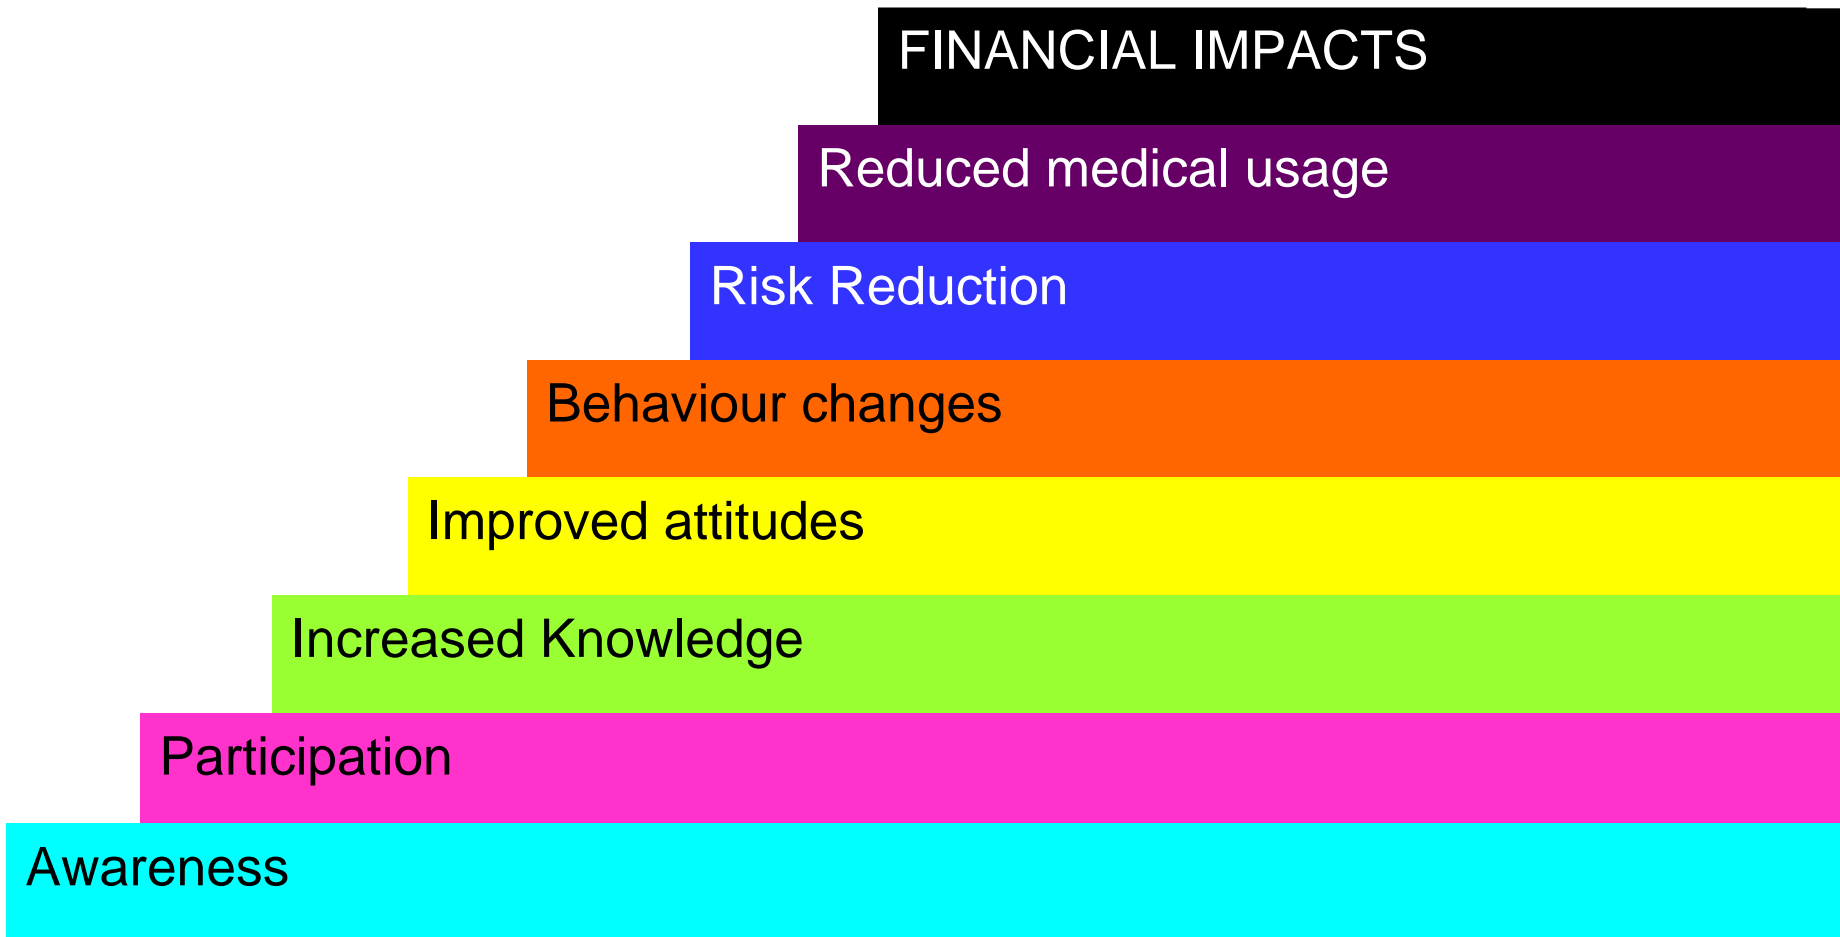 FINANCIAL IMPACTS
Reduced medical usage
Risk Reduction
Behaviour changes
Improved attitudes
Increased Knowledge
Participation
Awareness